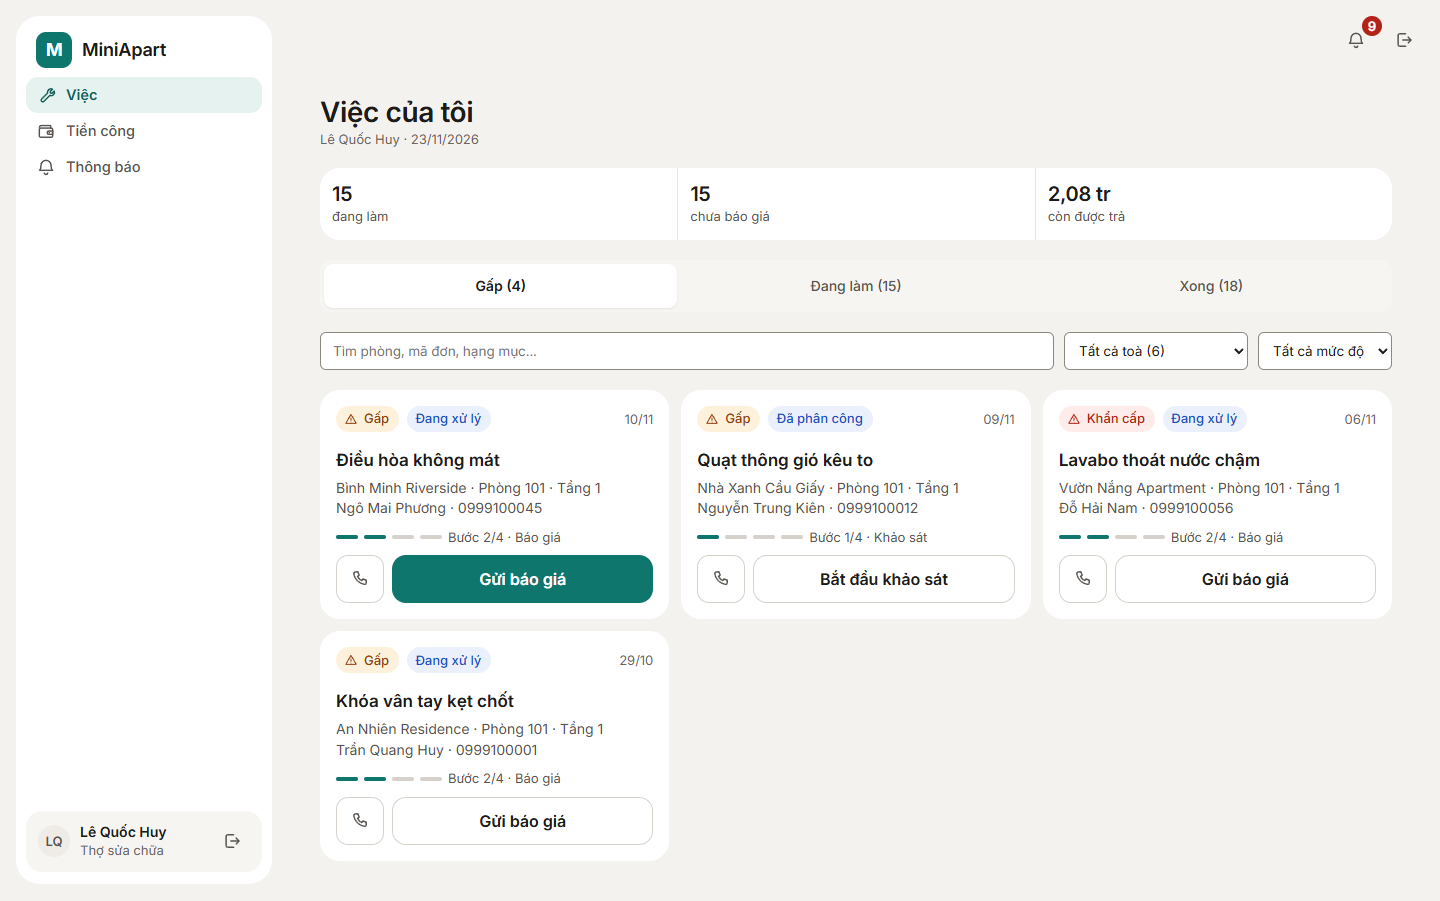 M MiniApart
9
Việc
Tiền công
Thông báo
Việc của tôi
Lê Quốc Huy · 23/11/2026
15
đang làm
15
chưa báo giá
2,08 tr
còn được trả
Gấp (4)
Đang làm (15)
Xong (18)
Tìm phòng, mã đơn, hạng mục...
Tất cả toà (6)
Tất cả mức độ
Gấp Đang xử lý 10/11
Điều hòa không mát
Bình Minh Riverside · Phòng 101 · Tầng 1
Ngô Mai Phương · 0999100045
Bước 2/4 · Báo giá
Gửi báo giá
Gấp Đã phân công 09/11
Quạt thông gió kêu to
Nhà Xanh Cầu Giấy · Phòng 101 · Tầng 1
Nguyễn Trung Kiên · 0999100012
Bước 1/4 · Khảo sát
Bắt đầu khảo sát
Khẩn cấp Đang xử lý 06/11
Lavabo thoát nước chậm
Vườn Nắng Apartment · Phòng 101 · Tầng 1
Đỗ Hải Nam · 0999100056
Bước 2/4 · Báo giá
Gửi báo giá
Gấp Đang xử lý 29/10
Khóa vân tay kẹt chốt
An Nhiên Residence · Phòng 101 · Tầng 1
Trần Quang Huy · 0999100001
Bước 2/4 · Báo giá
Gửi báo giá
LQ
Lê Quốc Huy
Thợ sửa chữa